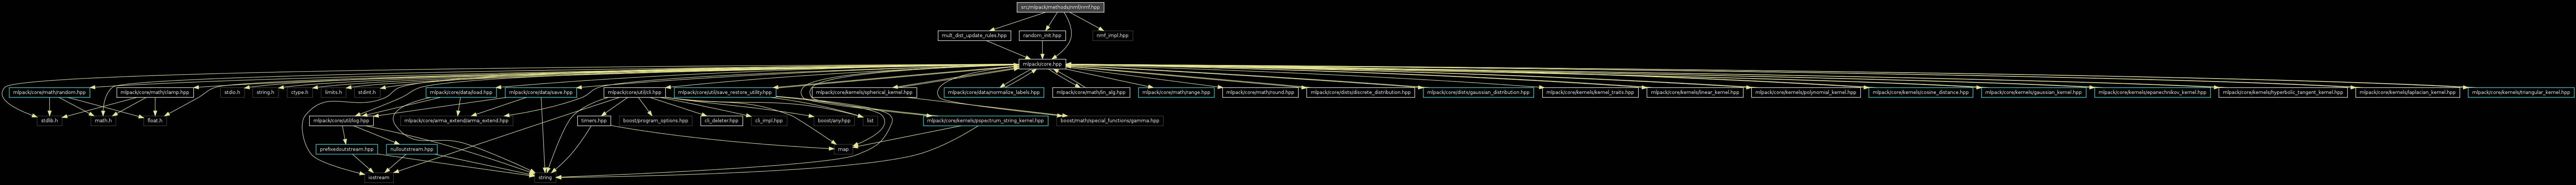 src/mlpack/methods/nmf/nmf.hpp
mult_dist_update_rules.hpp
random_init.hpp
nmf_impl.hpp
mlpack/core.hpp
mlpack/core/math/random.hpp
mlpack/core/math/clamp.hpp
stdio.h
string.h
ctype.h
limits.h
stdint.h
mlpack/core/data/load.hpp
mlpack/core/data/save.hpp
mlpack/core/util/cli.hpp
mlpack/core/util/save_restore_utility.hpp
mlpack/core/kernels/spherical_kernel.hpp
mlpack/core/data/normalize_labels.hpp
mlpack/core/math/lin_alg.hpp
mlpack/core/math/range.hpp
mlpack/core/math/round.hpp
mlpack/core/dists/discrete_distribution.hpp
mlpack/core/dists/gaussian_distribution.hpp
mlpack/core/kernels/kernel_traits.hpp
mlpack/core/kernels/linear_kernel.hpp
mlpack/core/kernels/polynomial_kernel.hpp
mlpack/core/kernels/cosine_distance.hpp
mlpack/core/kernels/gaussian_kernel.hpp
mlpack/core/kernels/epanechnikov_kernel.hpp
mlpack/core/kernels/hyperbolic_tangent_kernel.hpp
mlpack/core/kernels/laplacian_kernel.hpp
mlpack/core/kernels/triangular_kernel.hpp
stdlib.h
math.h
float.h
mlpack/core/util/log.hpp
mlpack/core/arma_extend/arma_extend.hpp
timers.hpp
boost/program_options.hpp
cli_deleter.hpp
cli_impl.hpp
boost/any.hpp
list
mlpack/core/kernels/pspectrum_string_kernel.hpp
boost/math/special_functions/gamma.hpp
prefixedoutstream.hpp
nulloutstream.hpp
map
iostream
string